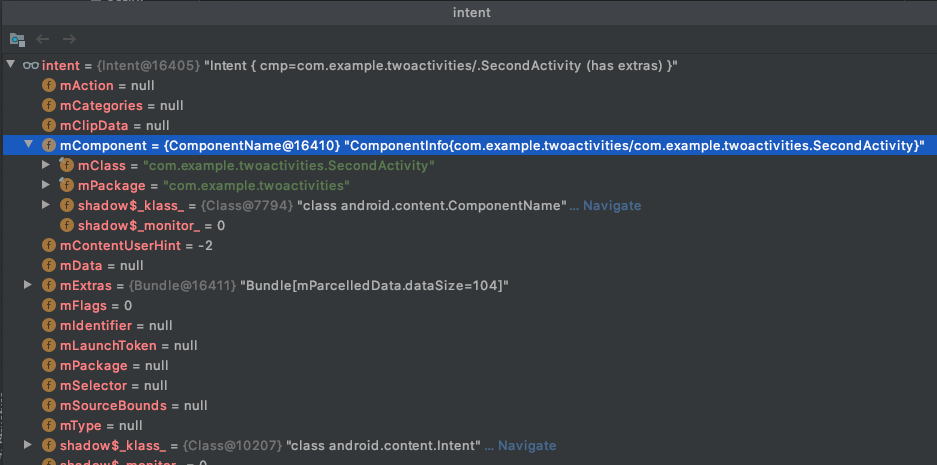 intent
intent = {Intent@16405} "Intent { cmp=com.example.twoactivities/.SecondActivity (has extras) }"
f mAction = null
f mCategories = null
f mClipData = null
f mComponent = {ComponentName@16410} "ComponentInfo{com.example.twoactivities/com.example.twoactivities.SecondActivity}"
f mClass = "com.example.twoactivities.SecondActivity"
f mPackage = "com.example.twoactivities"
f shadow$_klass_ = {Class@7794} "class android.content.ComponentName" ... Navigate
f shadow$_monitor_ = 0
f mContentUserHint = -2
f mData = null
f mExtras = {Bundle@16411} "Bundle[mParcelledData.dataSize=104]"
f mFlags = 0
f mIdentifier = null
f mLaunchToken = null
f mPackage = null
f mSelector = null
f mSourceBounds = null
f mType = null
f shadow$_klass_ = {Class@10207} "class android.content.Intent" ... Navigate
shadow$_monitor_ = 0